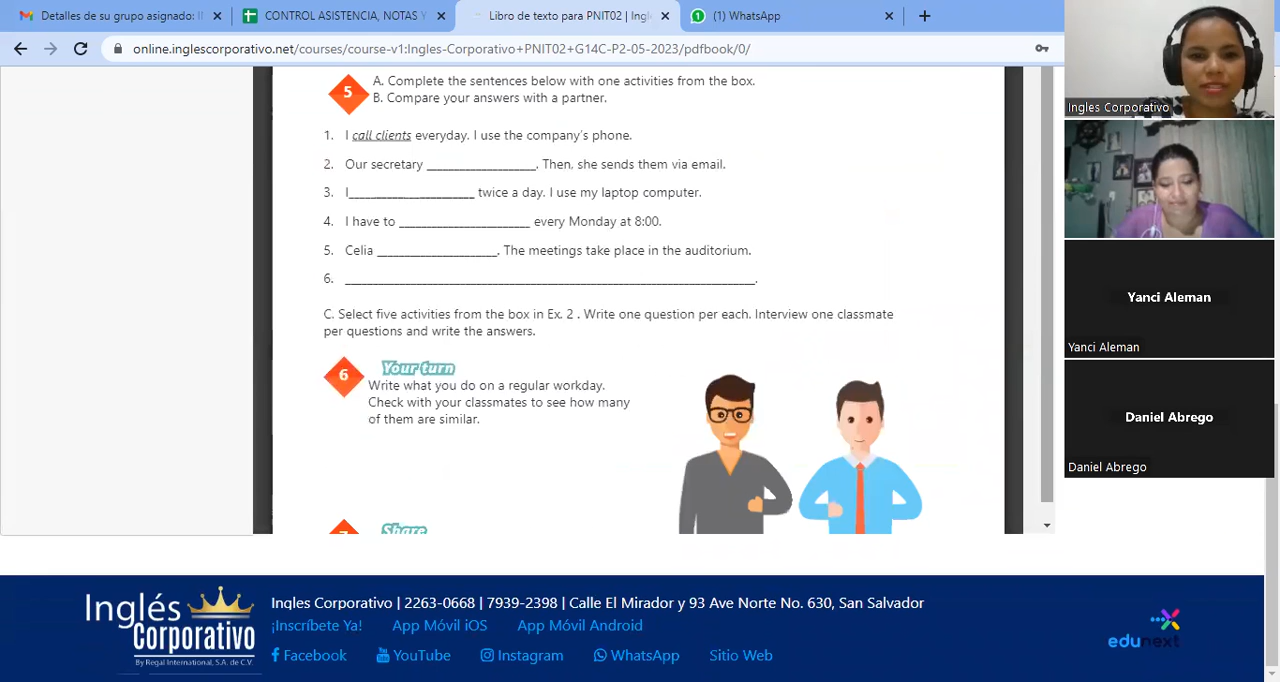 Detalles de su grupo asignado: I
CONTROL ASISTENCIA, NOTAS Y
Libro de texto para PNIT02 | Ingl
(1) WhatsApp
online.inglescorporativo.net/courses/course-v1:Ingles-Corporativo+PNIT02+G14C-P2-05-2023/pdfbook/0/
5
A. Complete the sentences below with one activities from the box.
B. Compare your answers with a partner.
1. I call clients everyday. I use the company's phone.
2. Our secretary ___________________. Then, she sends them via email.
3. I______________________ twice a day. I use my laptop computer.
4. I have to _______________________ every Monday at 8:00.
5. Celia _____________________. The meetings take place in the auditorium.
6. ________________________________________________________________________.
C. Select five activities from the box in Ex. 2 . Write one question per each. Interview one classmate
per questions and write the answers.
6
Your turn
Write what you do on a regular workday.
Check with your classmates to see how many
of them are similar.
7
Share
Ingles Corporativo
Yanci Aleman
Yanci Aleman
Daniel Abrego
Daniel Abrego
Inglés
Corporativo
By Regal International, S.A. de C.V.
Ingles Corporativo | 2263-0668 | 7939-2398 | Calle El Mirador y 93 Ave Norte No. 630, San Salvador
¡Inscríbete Ya! App Móvil iOS App Móvil Android
Facebook YouTube Instagram WhatsApp Sitio Web
edunext